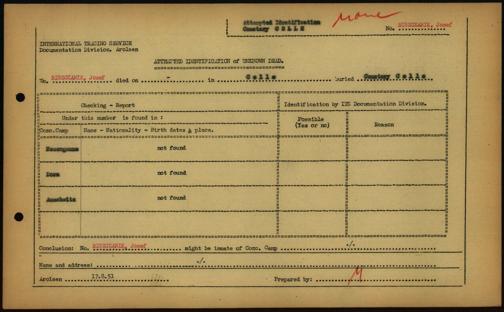 Attempted Identification
Cemetery CELLE
None
No. BURSZKANIK, Josef
INTERNATIONAL TRACING SERVICE
Documentation Division, Arolsen
ATTEMPTED IDENTIFICATION of UNKNOWN DEAD.
No. Josef died on - in Celle buried Cemetery Celle
Checking - Report
Identification by ITS Documentation Division.
Under this number is found in :
Possible
(Yes or no)
Reason
Conc.Camp
Name - Nationality - Birth dates & place.
Neuengamme not found
Dora not found
Auschwitz not found
Conclusion: No. Josef might be inmate of Conc. Camp ./.
Name and address: ./.
Arolsen 17.8.51 Prepared by: